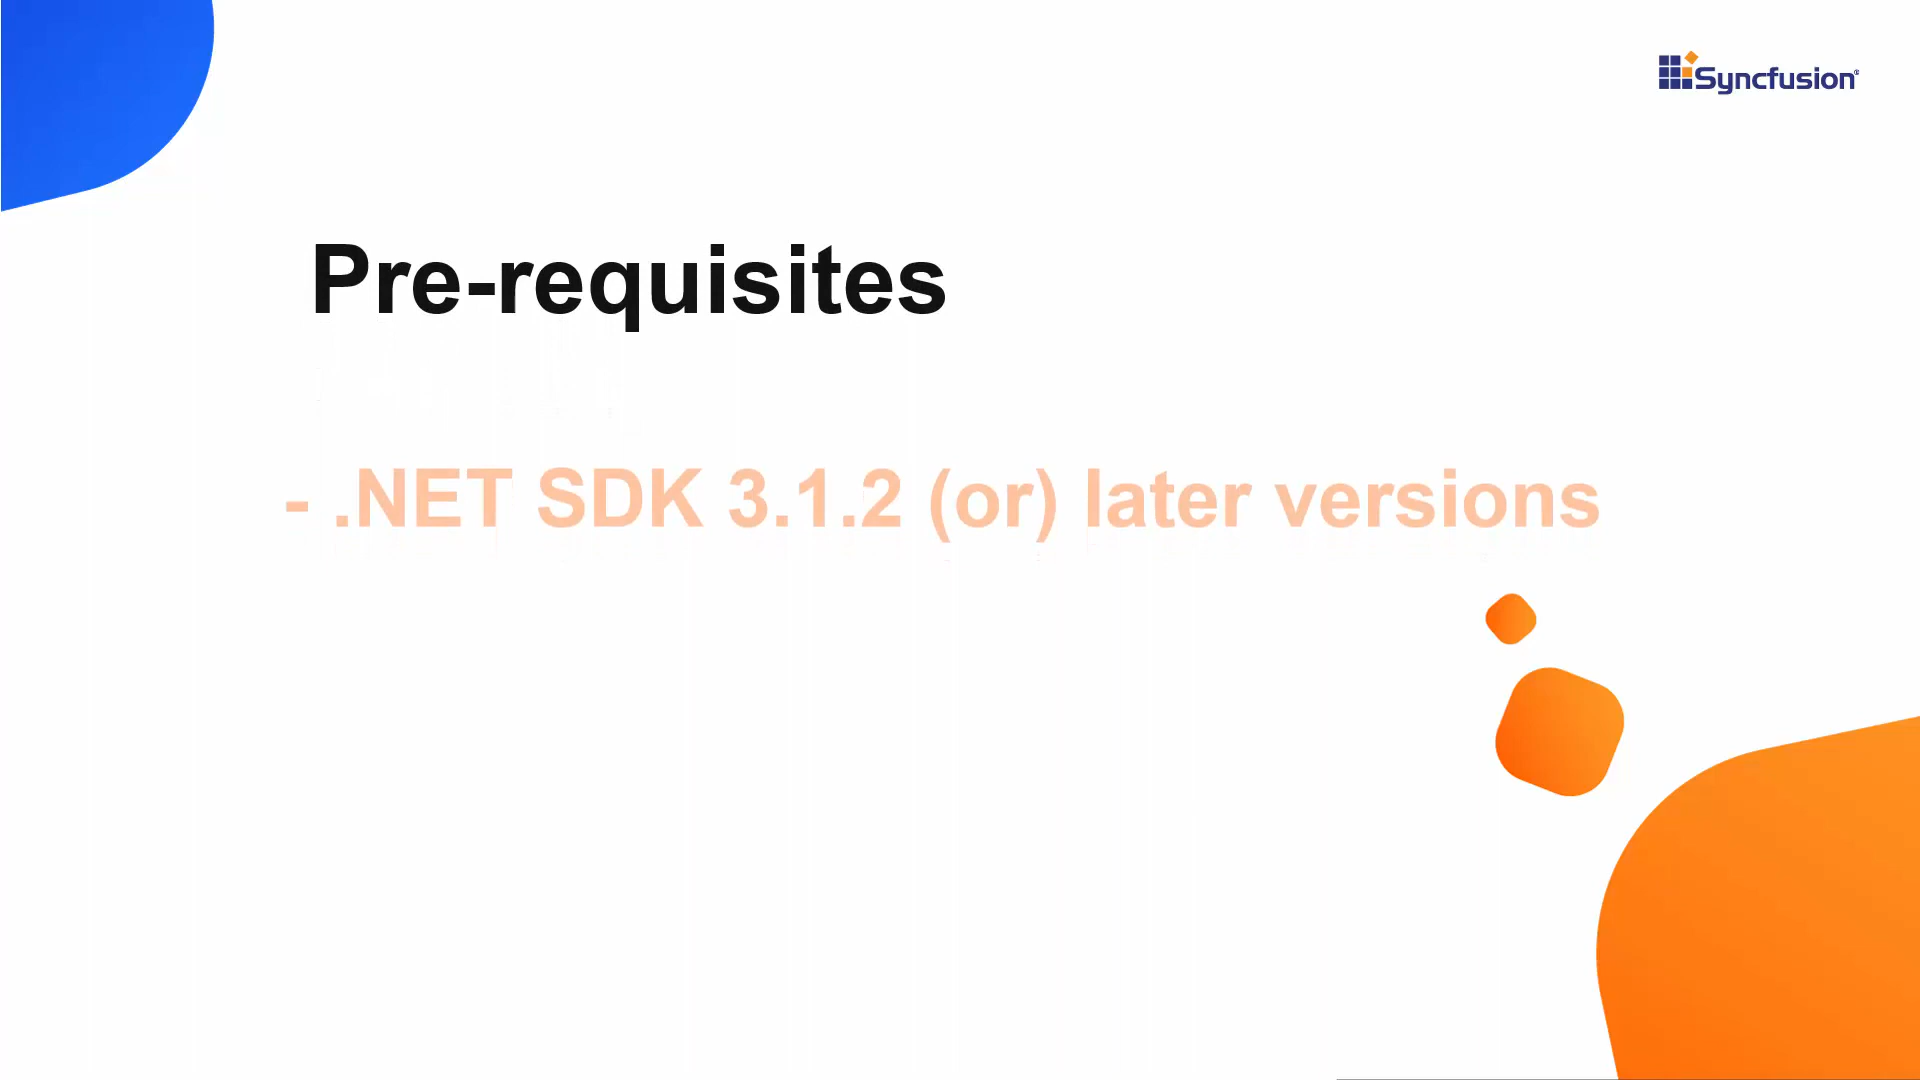 Syncfusion
Pre-requisites
- .NET SDK 3.1.2 (or) later versions